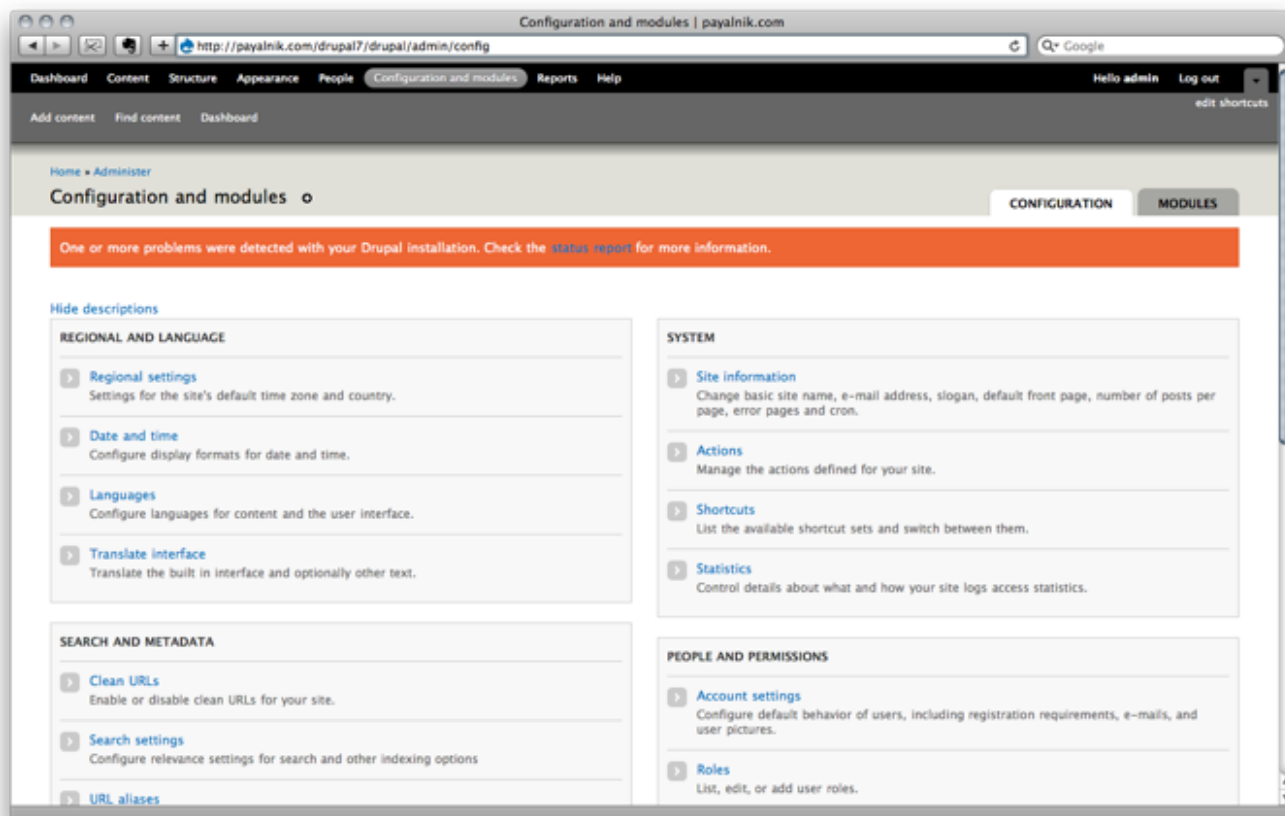 Configuration and modules | payalnik.com
http://payalnik.com/drupal7/drupal/admin/config
Google
Dashboard Content Structure Appearance People Configuration and modules Reports Help Hello admin Log out
edit shortcuts
Add content Find content Dashboard
Home » Administer
Configuration and modules
CONFIGURATION MODULES
One or more problems were detected with your Drupal installation. Check the status report for more information.
Hide descriptions
REGIONAL AND LANGUAGE
Regional settings
Settings for the site's default time zone and country.
Date and time
Configure display formats for date and time.
Languages
Configure languages for content and the user interface.
Translate interface
Translate the built in interface and optionally other text.
SEARCH AND METADATA
Clean URLs
Enable or disable clean URLs for your site.
Search settings
Configure relevance settings for search and other indexing options
URL aliases
SYSTEM
Site information
Change basic site name, e-mail address, slogan, default front page, number of posts per
page, error pages and cron.
Actions
Manage the actions defined for your site.
Shortcuts
List the available shortcut sets and switch between them.
Statistics
Control details about what and how your site logs access statistics.
PEOPLE AND PERMISSIONS
Account settings
Configure default behavior of users, including registration requirements, e-mails, and
user pictures.
Roles
List, edit, or add user roles.